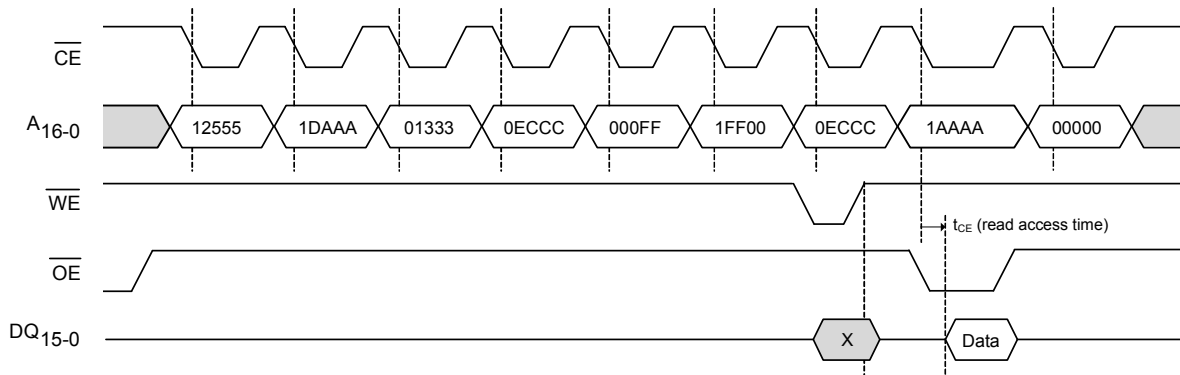 CE
A16-0 12555 1DAAA 01333 0ECCC 000FF 1FF00 0ECCC 1AAAA 00000
WE
tCE (read access time)
OE
DQ15-0 X Data